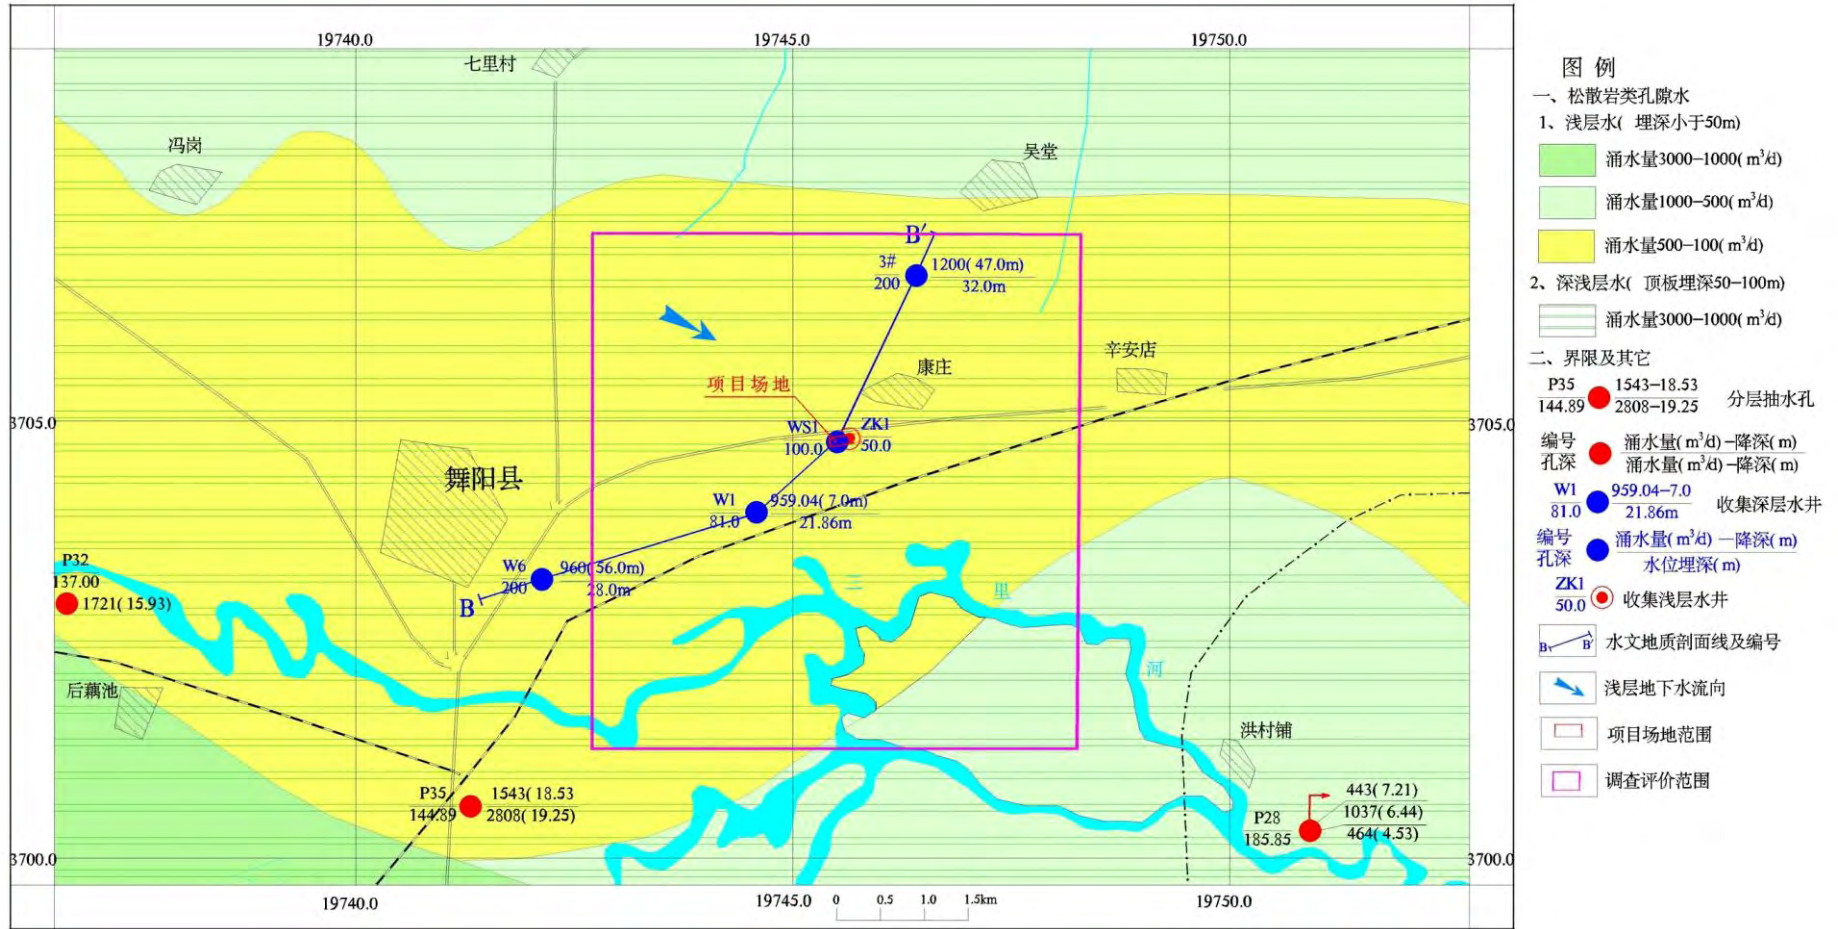 19740.0
19745.0
19750.0
七里村
冯岗
吴堂
B′
3#
200
1200( 47.0m)
32.0m
康庄
辛安店
项目场地
3705.0
3705.0
WS1
100.0
ZK1
50.0
舞阳县
W1
81.0
959.04( 7.0m)
21.86m
P32
137.00
1721( 15.93)
W6
200
960( 56.0m)
28.0m
B
三
里
河
后藕池
洪村铺
P35
144.89
1543( 18.53
2808( 19.25)
P28
185.85
443( 7.21)
1037( 6.44)
464( 4.53)
3700.0
3700.0
19740.0
19745.0
19750.0
0 0.5 1.0 1.5km
图 例
一、松散岩类孔隙水
1、浅层水( 埋深小于50m)
涌水量3000−1000( m³/d)
涌水量1000−500( m³/d)
涌水量500−100( m³/d)
2、深浅层水( 顶板埋深50−100m)
涌水量3000−1000( m³/d)
二、界限及其它
P35
144.89
1543−18.53
2808−19.25
分层抽水孔
编号
孔深
涌水量( m³/d) −降深( m)
涌水量( m³/d) −降深( m)
W1
81.0
959.04−7.0
21.86m
收集深层水井
编号
孔深
涌水量( m³/d) —降深( m)
水位埋深( m)
ZK1
50.0
收集浅层水井
B
B′
水文地质剖面线及编号
浅层地下水流向
项目场地范围
调查评价范围